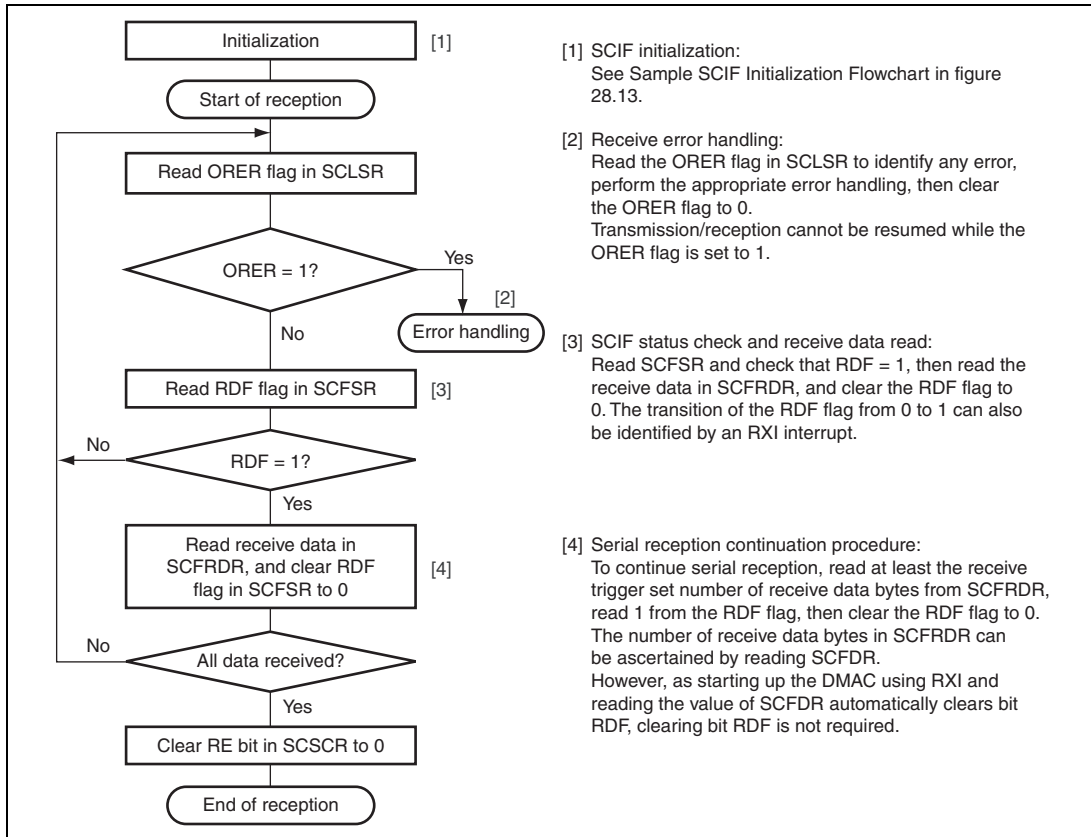 Initialization
[1]
Start of reception
Read ORER flag in SCLSR
ORER = 1?
Yes
[2]
Error handling
No
Read RDF flag in SCFSR
[3]
No
RDF = 1?
Yes
Read receive data in
SCFRDR, and clear RDF
flag in SCFSR to 0
[4]
No
All data received?
Yes
Clear RE bit in SCSCR to 0
End of reception
[1] SCIF initialization:
See Sample SCIF Initialization Flowchart in figure
28.13.
[2] Receive error handling:
Read the ORER flag in SCLSR to identify any error,
perform the appropriate error handling, then clear
the ORER flag to 0.
Transmission/reception cannot be resumed while the
ORER flag is set to 1.
[3] SCIF status check and receive data read:
Read SCFSR and check that RDF = 1, then read the
receive data in SCFRDR, and clear the RDF flag to
0. The transition of the RDF flag from 0 to 1 can also
be identified by an RXI interrupt.
[4] Serial reception continuation procedure:
To continue serial reception, read at least the receive
trigger set number of receive data bytes from SCFRDR,
read 1 from the RDF flag, then clear the RDF flag to 0.
The number of receive data bytes in SCFRDR can
be ascertained by reading SCFDR.
However, as starting up the DMAC using RXI and
reading the value of SCFDR automatically clears bit
RDF, clearing bit RDF is not required.